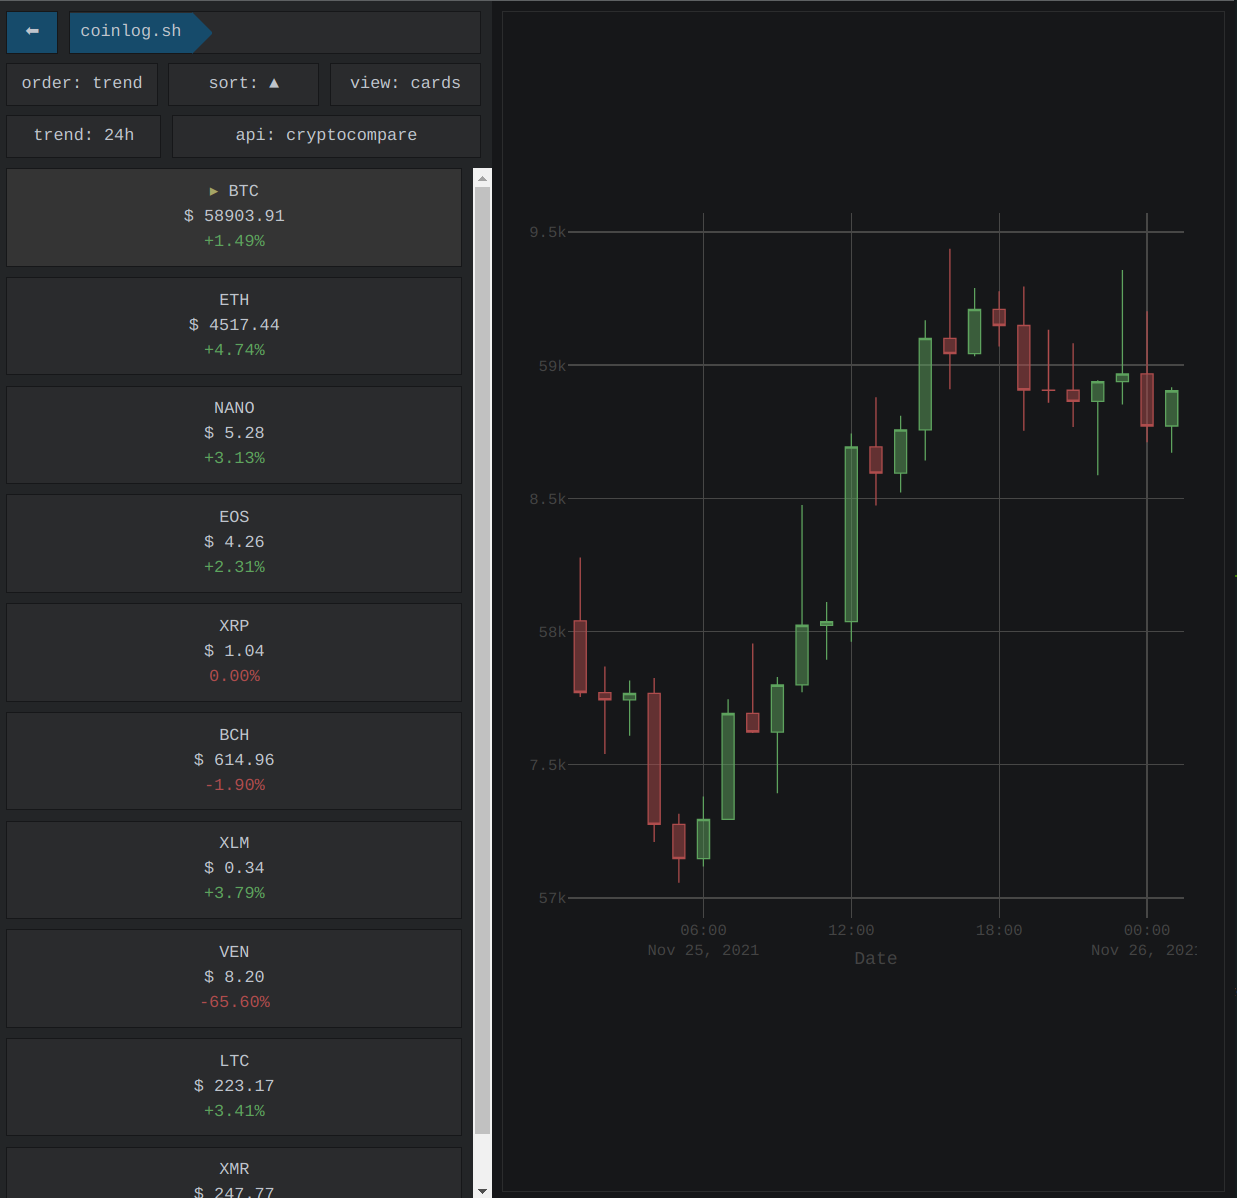 ⬅ coinlog.sh
order: trend sort: ▲ view: cards
trend: 24h api: cryptocompare
▶ BTC
$ 58903.91
+1.49%
ETH
$ 4517.44
+4.74%
NANO
$ 5.28
+3.13%
EOS
$ 4.26
+2.31%
XRP
$ 1.04
0.00%
BCH
$ 614.96
-1.90%
XLM
$ 0.34
+3.79%
VEN
$ 8.20
-65.60%
LTC
$ 223.17
+3.41%
XMR
$ 247.77
9.5k
59k
8.5k
58k
7.5k
57k
06:00 12:00 18:00 00:00
Nov 25, 2021 Nov 26, 202
Date